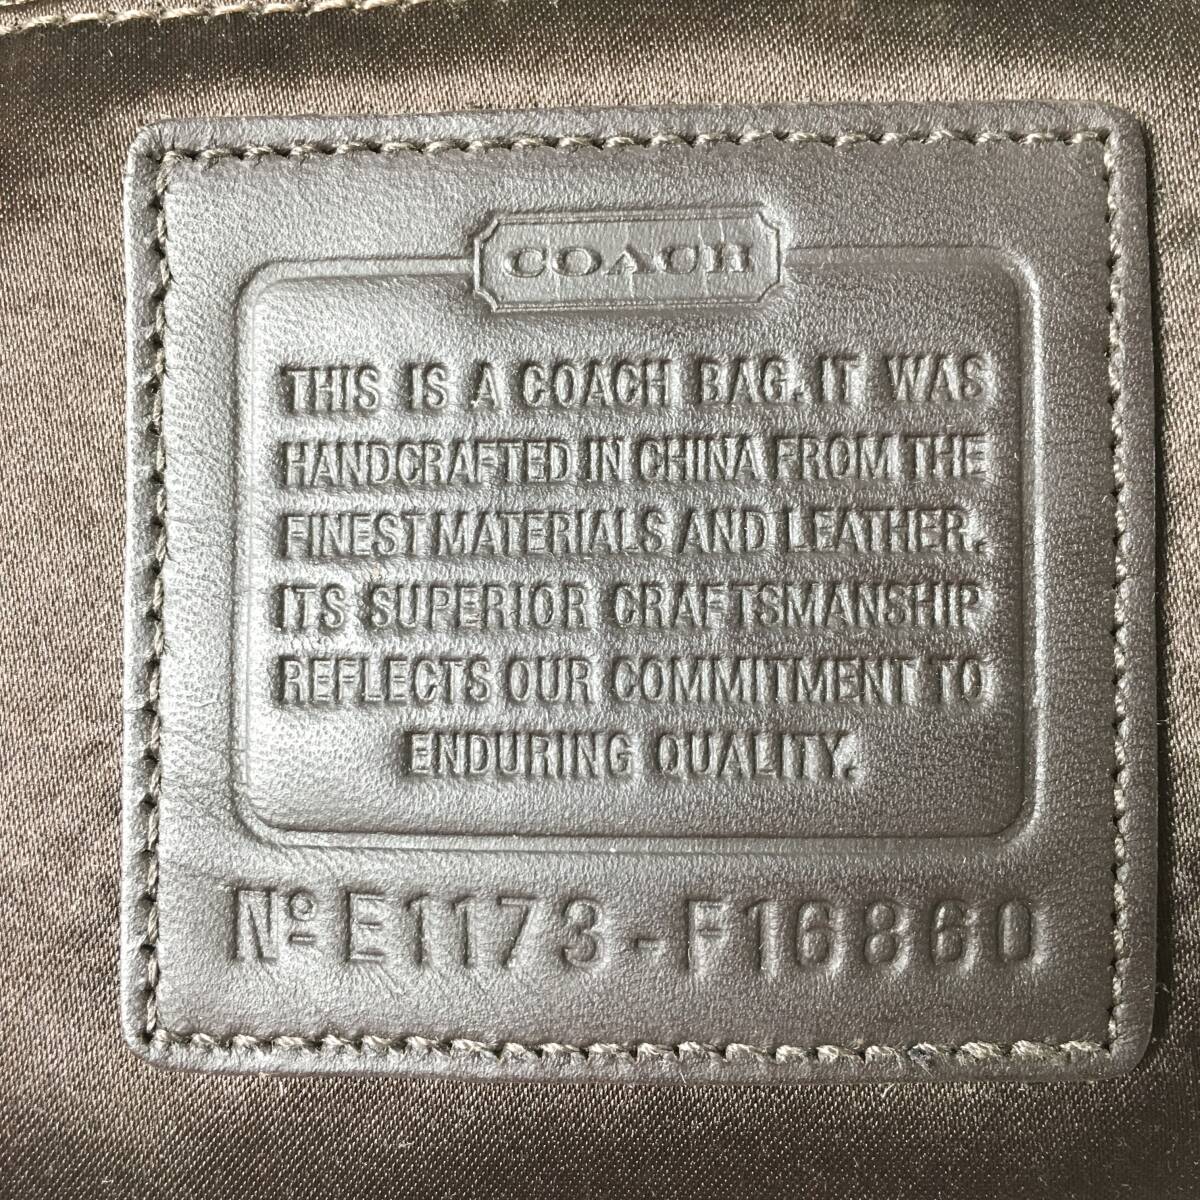 COACH
THIS IS A COACH BAG. IT WAS
HANDCRAFTED IN CHINA FROM THE
FINEST MATERIALS AND LEATHER.
ITS SUPERIOR CRAFTSMANSHIP
REFLECTS OUR COMMITMENT TO
ENDURING QUALITY.
Nº E1173-F16860